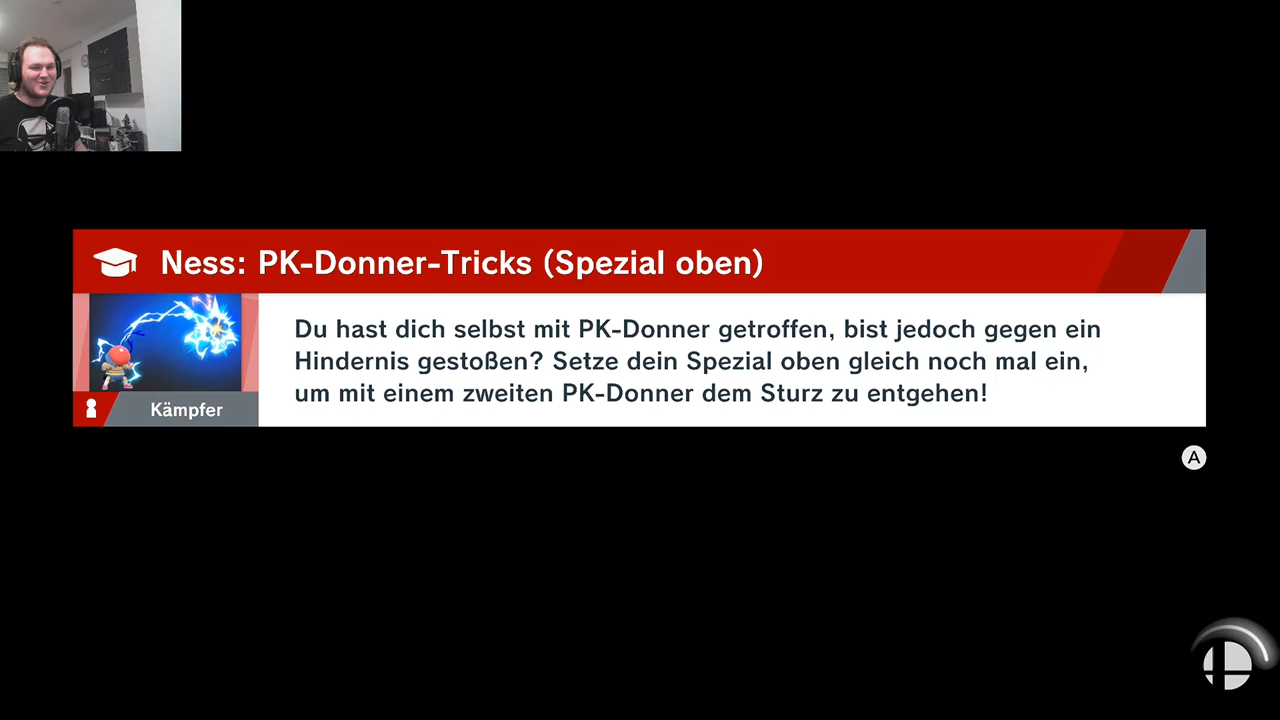 Ness: PK-Donner-Tricks (Spezial oben)
Du hast dich selbst mit PK-Donner getroffen, bist jedoch gegen ein
Hindernis gestoßen? Setze dein Spezial oben gleich noch mal ein,
um mit einem zweiten PK-Donner dem Sturz zu entgehen!
Kämpfer
A